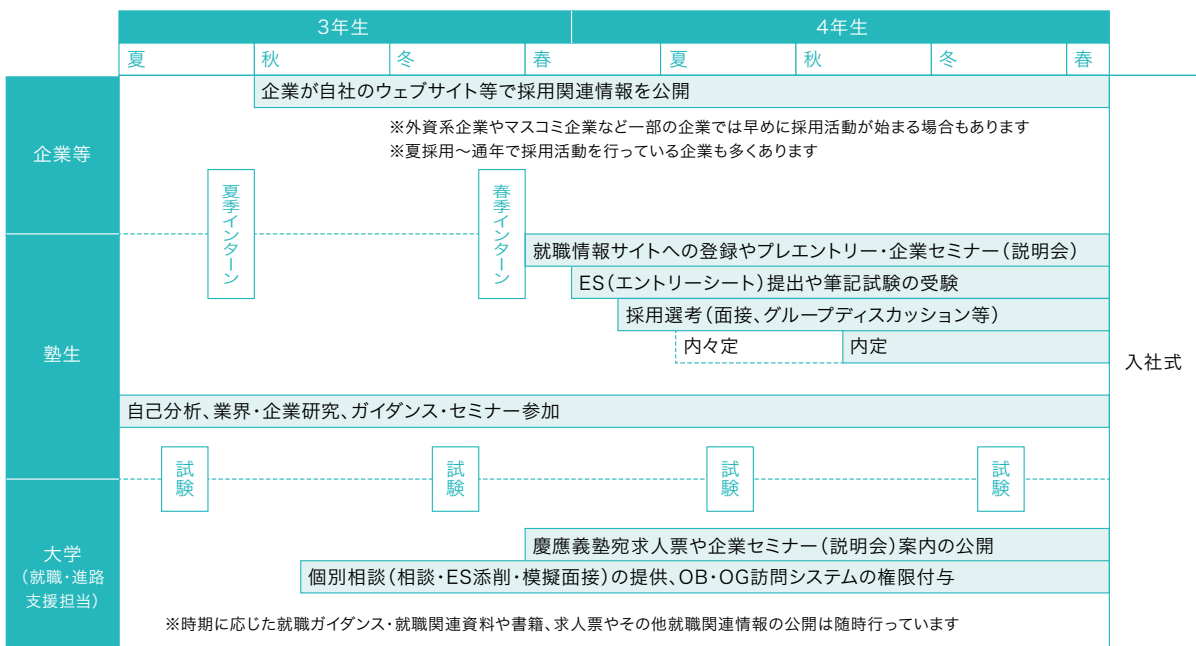 3年生
4年生
夏
秋
冬
春
夏
秋
冬
春
企業等
企業が自社のウェブサイト等で採用関連情報を公開
※外資系企業やマスコミ企業など一部の企業では早めに採用活動が始まる場合もあります
※夏採用～通年で採用活動を行っている企業も多くあります
夏季インターン
春季インターン
塾生
就職情報サイトへの登録やプレエントリー・企業セミナー（説明会）
ES（エントリーシート）提出や筆記試験の受験
採用選考（面接、グループディスカッション等）
内々定
内定
入社式
自己分析、業界・企業研究、ガイダンス・セミナー参加
試験
試験
試験
試験
大学
（就職・進路
支援担当）
慶應義塾宛求人票や企業セミナー（説明会）案内の公開
個別相談（相談・ES添削・模擬面接）の提供、OB・OG訪問システムの権限付与
※時期に応じた就職ガイダンス・就職関連資料や書籍、求人票やその他就職関連情報の公開は随時行っています